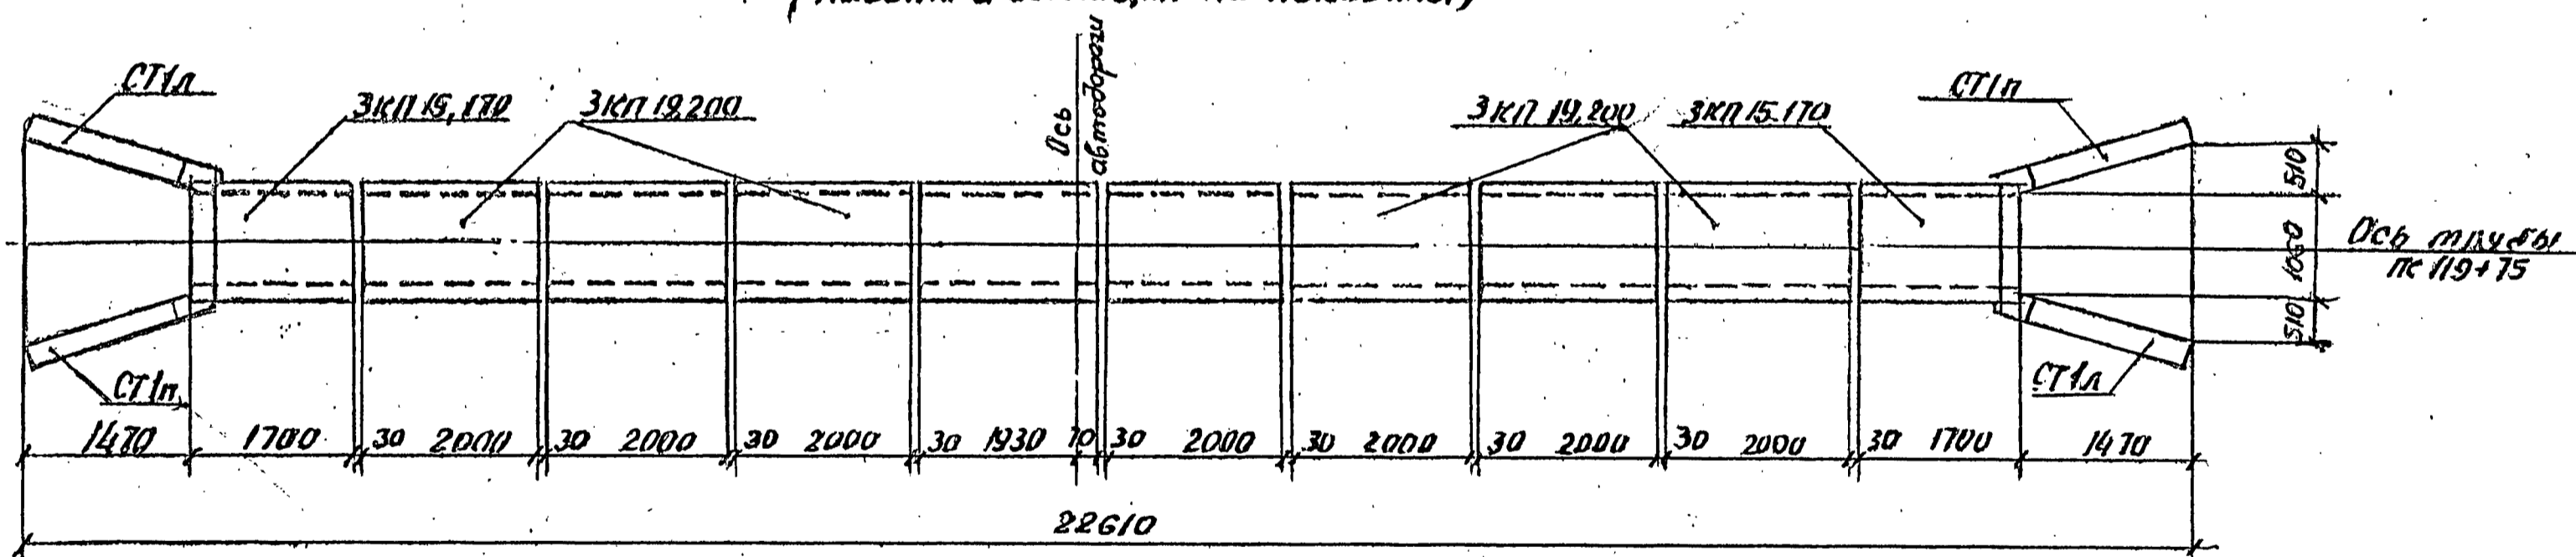 СТ1л
ЗКП 15.170
ЗКП 19.200
Ось
автодороги
ЗКП 19.200
ЗКП 15.170
СТ1п
510
1060
510
Ось трубы
пк 119+75
СТ1п
СТ1л
1470 1700 30 2000 30 2000 30 2000 30 1930 70 30 2000 30 2000 30 2000 30 2000 30 1700 1470
22610